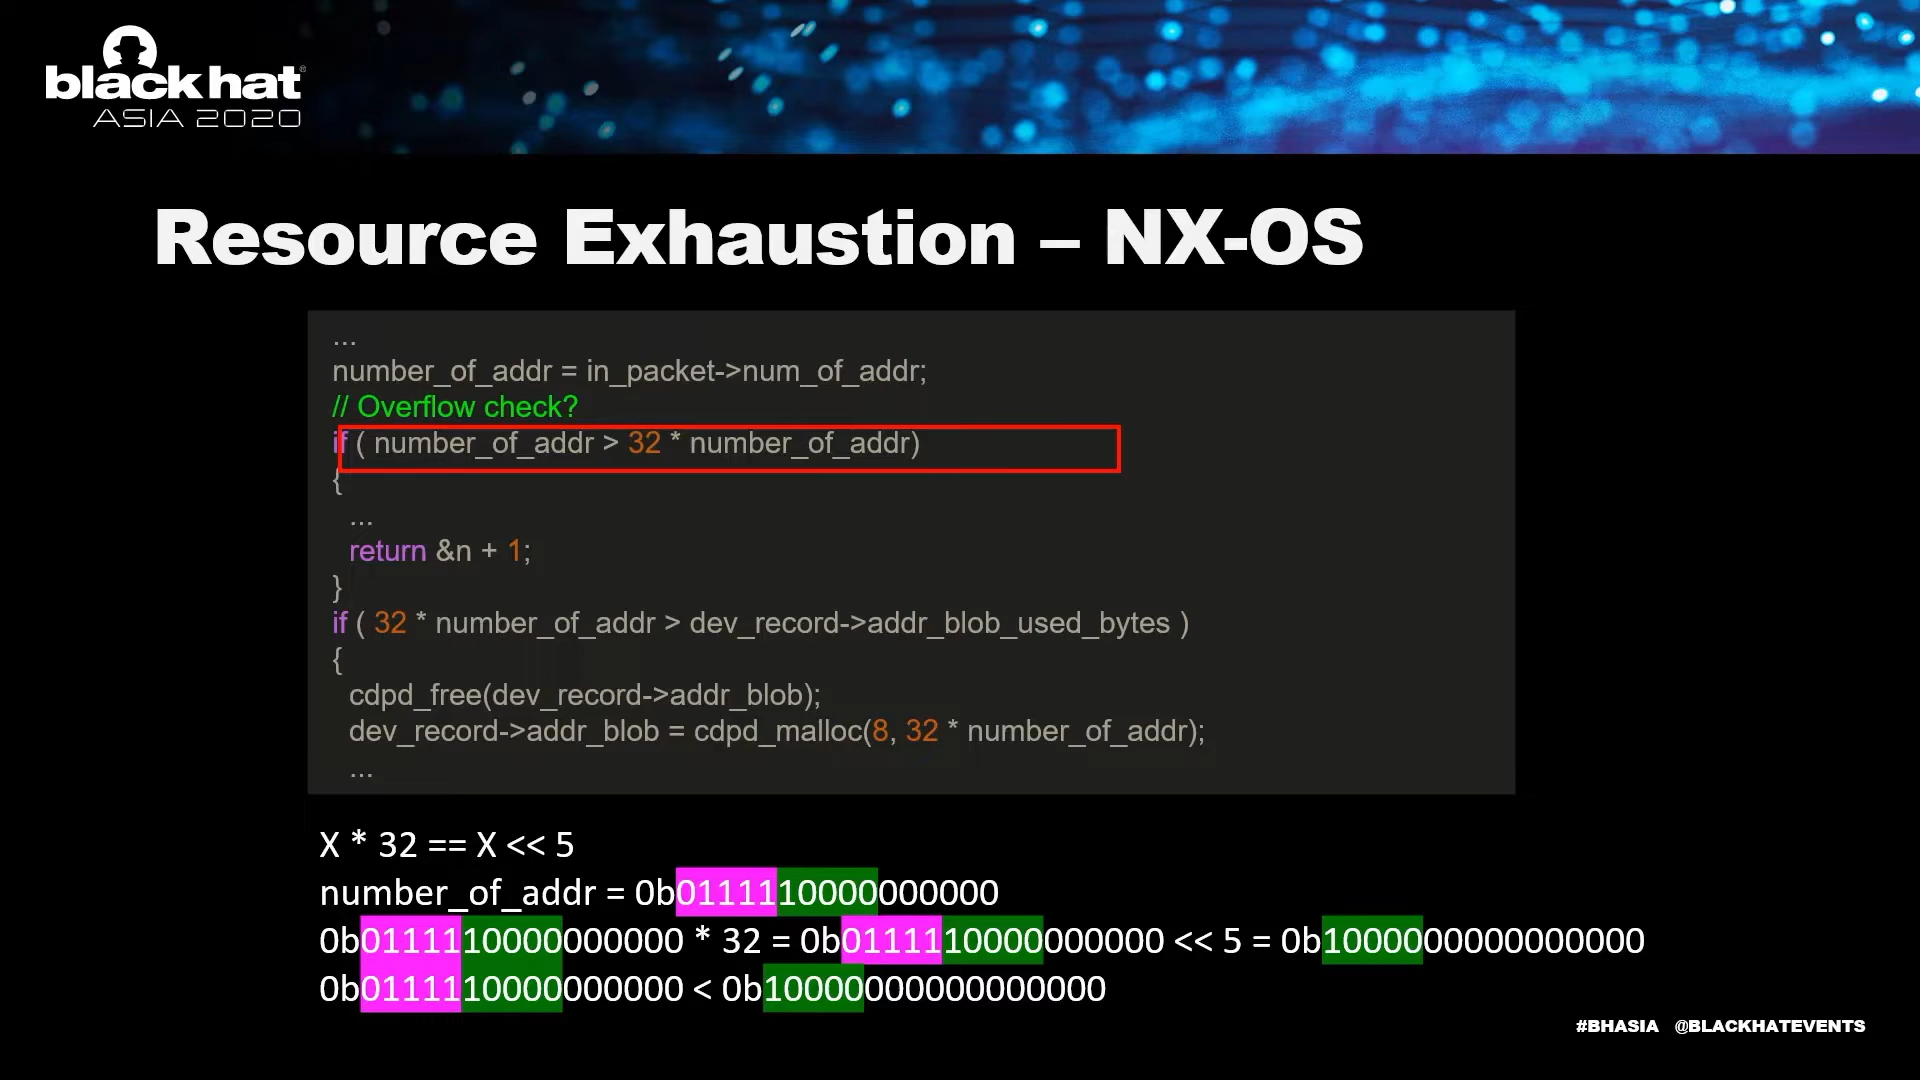 black hat®
ASIA 2020
Resource Exhaustion – NX-OS
...
number_of_addr = in_packet->num_of_addr;
// Overflow check?
if ( number_of_addr > 32 * number_of_addr)
{
...
return &n + 1;
}
if ( 32 * number_of_addr > dev_record->addr_blob_used_bytes )
{
cdpd_free(dev_record->addr_blob);
dev_record->addr_blob = cdpd_malloc(8, 32 * number_of_addr);
...
X * 32 == X << 5
number_of_addr = 0b0111110000000000
0b0111110000000000 * 32 = 0b0111110000000000 << 5 = 0b1000000000000000
0b0111110000000000 < 0b10000000000000000
#BHASIA @BLACKHATEVENTS